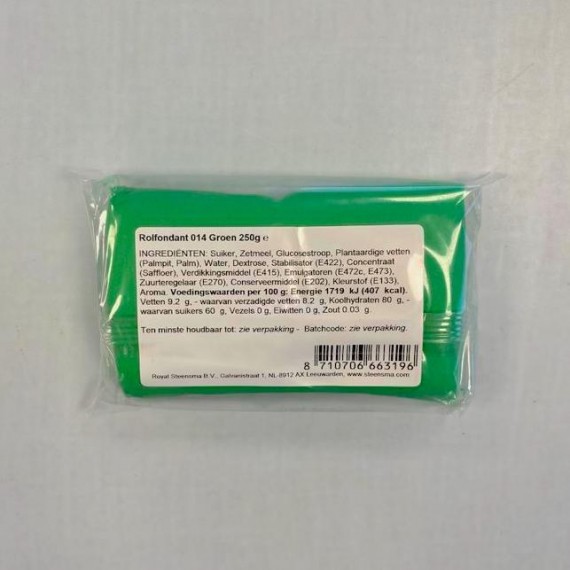 Rolfondant 014 Groen 250g e
INGREDIËNTEN: Suiker, Zetmeel, Glucosestroop, Plantaardige vetten
(Palmpit, Palm), Water, Dextrose, Stabilisator (E422), Concentraat
(Saffloer), Verdikkingsmiddel (E415), Emulgatoren (E472c, E473),
Zuurteregelaar (E270), Conserveermiddel (E202), Kleurstof (E133),
Aroma. Voedingswaarden per 100 g: Energie 1719 kJ (407 kcal),
Vetten 9.2 g, - waarvan verzadigde vetten 8.2 g, Koolhydraten 80 g, -
waarvan suikers 60 g, Vezels 0 g, Eiwitten 0 g, Zout 0.03 g.
Ten minste houdbaar tot: zie verpakking - Batchcode: zie verpakking.
8 710706 663196
Royal Steensma B.V., Galvanistraat 1, NL-8912 AX Leeuwarden, www.steensma.com